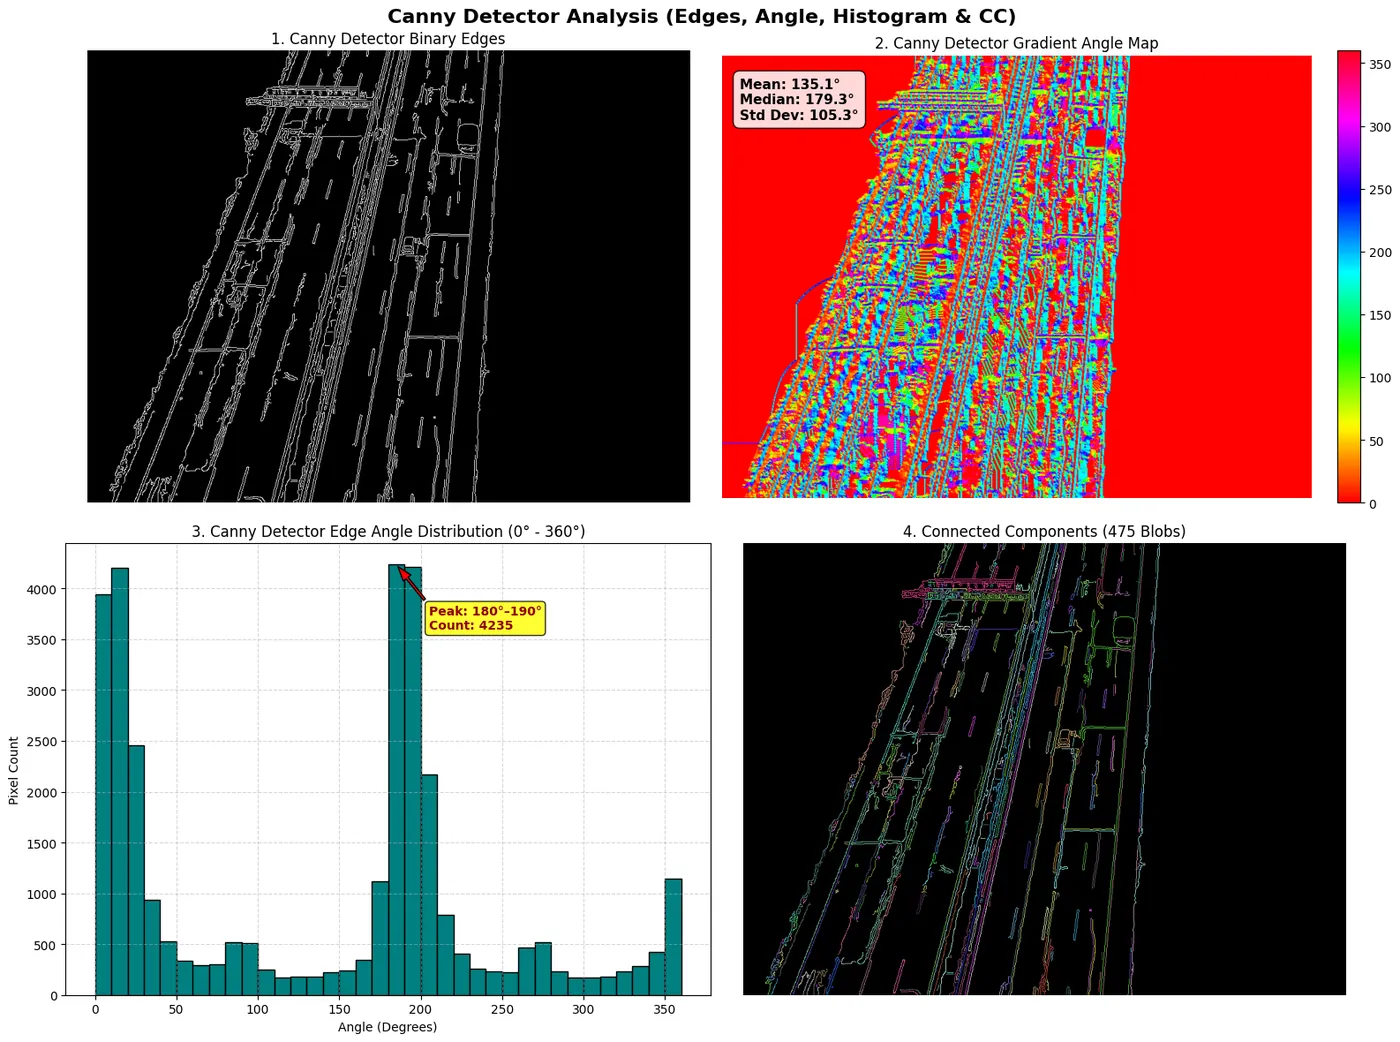 Canny Detector Analysis (Edges, Angle, Histogram & CC)
1. Canny Detector Binary Edges
2. Canny Detector Gradient Angle Map
Mean: 135.1°
Median: 179.3°
Std Dev: 105.3°
350
300
250
200
150
100
50
0
3. Canny Detector Edge Angle Distribution (0° - 360°)
Pixel Count
4000
3500
3000
2500
2000
1500
1000
500
0
Peak: 180°–190°
Count: 4235
0
50
100
150
200
250
300
350
Angle (Degrees)
4. Connected Components (475 Blobs)